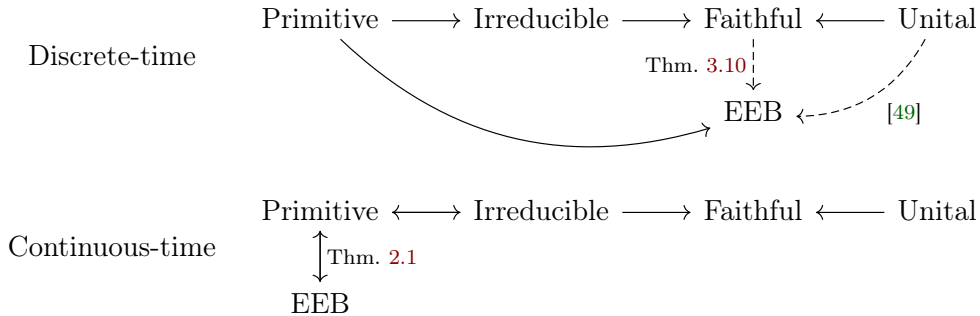 Primitive Irreducible Faithful Unital
Discrete-time
Thm. 3.10
EEB
[49]
Primitive Irreducible Faithful Unital
Continuous-time
Thm. 2.1
EEB